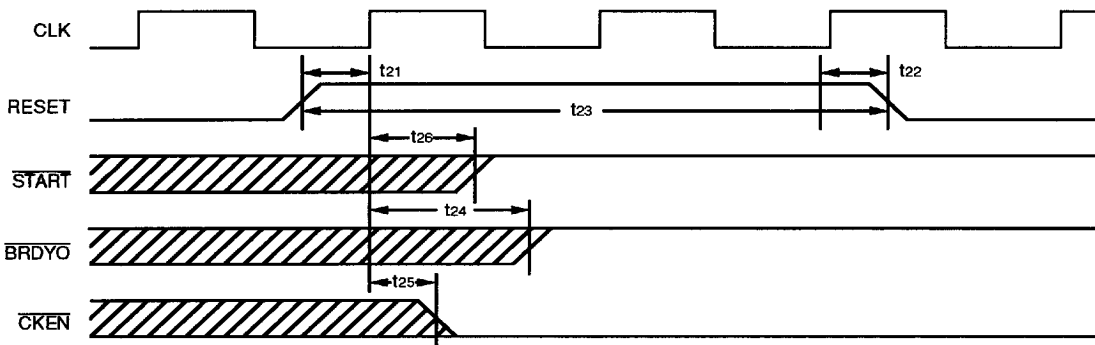 CLK
t21
t22
RESET
t23
t26
START
t24
BRDYO
t25
CKEN